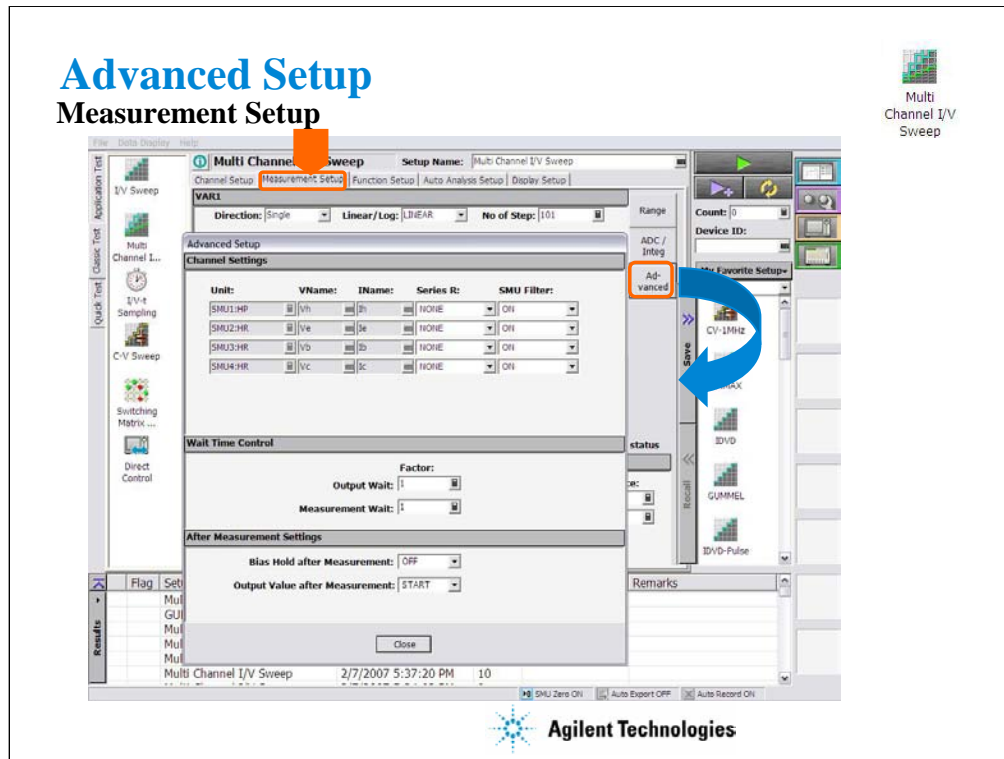 Advanced Setup
Measurement Setup
Multi
Channel I/V
Sweep
File Data Display Help
Quick Test Classic Test Application Test
I/V Sweep
Multi
Channel I...
I/V-t
Sampling
C-V Sweep
Switching
Matrix ...
Direct
Control
Setup Name: Multi Channel I/V Sweep
Channel Setup Measurement Setup Function Setup Auto Analysis Setup Display Setup
VAR1
Direction: Single Linear/Log: LINEAR No of Step: 101
Range
ADC /
Integ
Ad-
vanced
Advanced Setup
Channel Settings
Unit: VName: IName: Series R: SMU Filter:
SMU1:HP Vh Ih NONE ON
SMU2:HR Ve Ie NONE ON
SMU3:HR Vb Ib NONE ON
SMU4:HR Vc Ic NONE ON
Wait Time Control
Factor:
Output Wait: 1
Measurement Wait: 1
After Measurement Settings
Bias Hold after Measurement: OFF
Output Value after Measurement: START
Close
status
Count: 0
Device ID:
My Favorite Setup
Save
Recall
CV-1MHz
IDVD
GUMMEL
IDVD-Pulse
Results
Flag
Remarks
Multi Channel I/V Sweep 2/7/2007 5:37:20 PM 10
SMU Zero ON Auto Export OFF Auto Record ON
Agilent Technologies